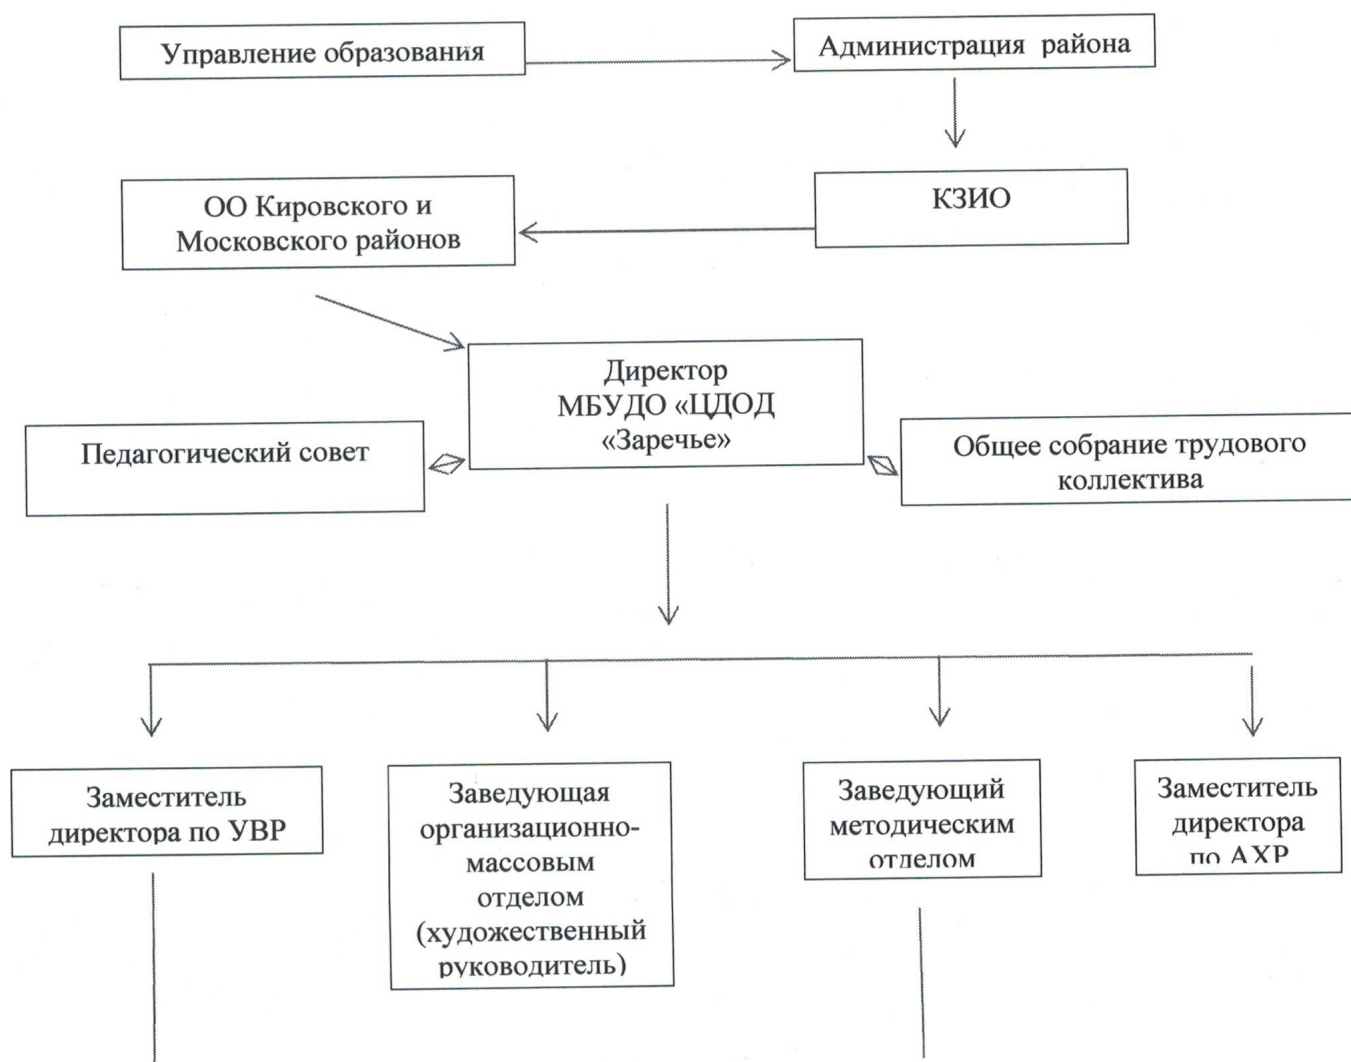 Управление образования
Администрация  района
ОО Кировского и
Московского районов
КЗИО
Директор
МБУДО «ЦДОД
«Заречье»
Педагогический совет
Общее собрание трудового
коллектива
Заместитель
директора по УВР
Заведующая
организационно-
массовым
отделом
(художественный
руководитель)
Заведующий
методическим
отделом
Заместитель
директора
по АХР